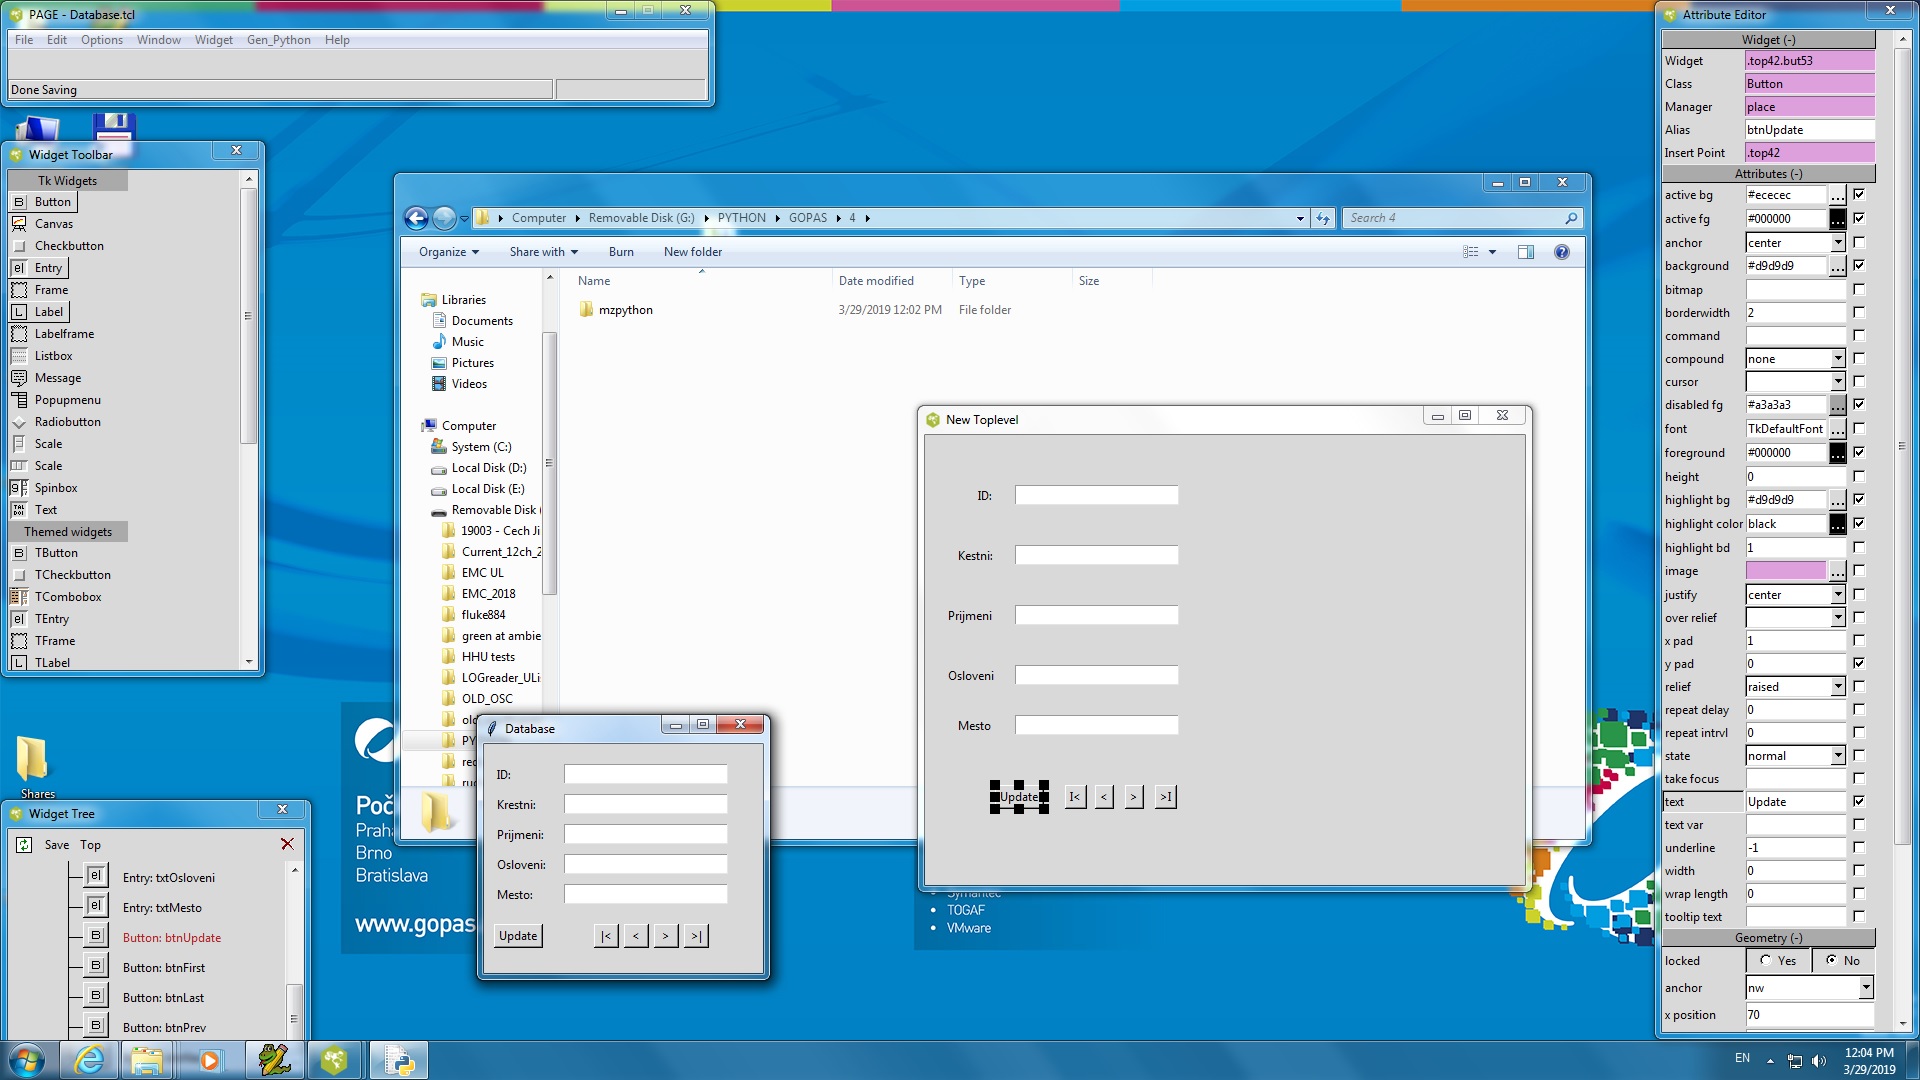 PAGE - Database.tcl
File Edit Options Window Widget Gen_Python Help
Done Saving
Widget Toolbar
Tk Widgets
Button
Canvas
Checkbutton
Entry
Frame
Label
Labelframe
Listbox
Message
Popupmenu
Radiobutton
Scale
Scale
Spinbox
Text
Themed widgets
TButton
TCheckbutton
TCombobox
TEntry
TFrame
TLabel
Shares
Widget Tree
Save Top
Entry: txtOsloveni
Entry: txtMesto
Button: btnUpdate
Button: btnFirst
Button: btnLast
Button: btnPrev
Computer Removable Disk (G:) PYTHON GOPAS 4
Search 4
Organize Share with Burn New folder
Name Date modified Type Size
mzpython 3/29/2019 12:02 PM File folder
Libraries
Documents
Music
Pictures
Videos
Computer
System (C:)
Local Disk (D:)
Local Disk (E:)
Removable Disk (
19003 - Cech Ji
Current_12ch_2
EMC UL
EMC_2018
fluke884
green at ambie
HHU tests
LOGreader_ULi
OLD_OSC
old
PY
rec
Poč
Praha
Brno
Bratislava
www.gopas
Database
ID:
Krestni:
Prijmeni:
Osloveni:
Mesto:
Update |< < > >|
New Toplevel
ID:
Kestni:
Prijmeni
Osloveni
Mesto
Update I< < > >I
Symantec
TOGAF
VMware
Attribute Editor
Widget (-)
Widget .top42.but53
Class Button
Manager place
Alias btnUpdate
Insert Point .top42
Attributes (-)
active bg #ececec ...
active fg #000000 ...
anchor center
background #d9d9d9 ...
bitmap
borderwidth 2
command
compound none
cursor
disabled fg #a3a3a3 ...
font TkDefaultFont ...
foreground #000000 ...
height 0
highlight bg #d9d9d9 ...
highlight color black ...
highlight bd 1
image ...
justify center
over relief
x pad 1
y pad 0
relief raised
repeat delay 0
repeat intrvl 0
state normal
take focus
text Update
text var
underline -1
width 0
wrap length 0
tooltip text
Geometry (-)
locked Yes No
anchor nw
x position 70
EN
12:04 PM
3/29/2019